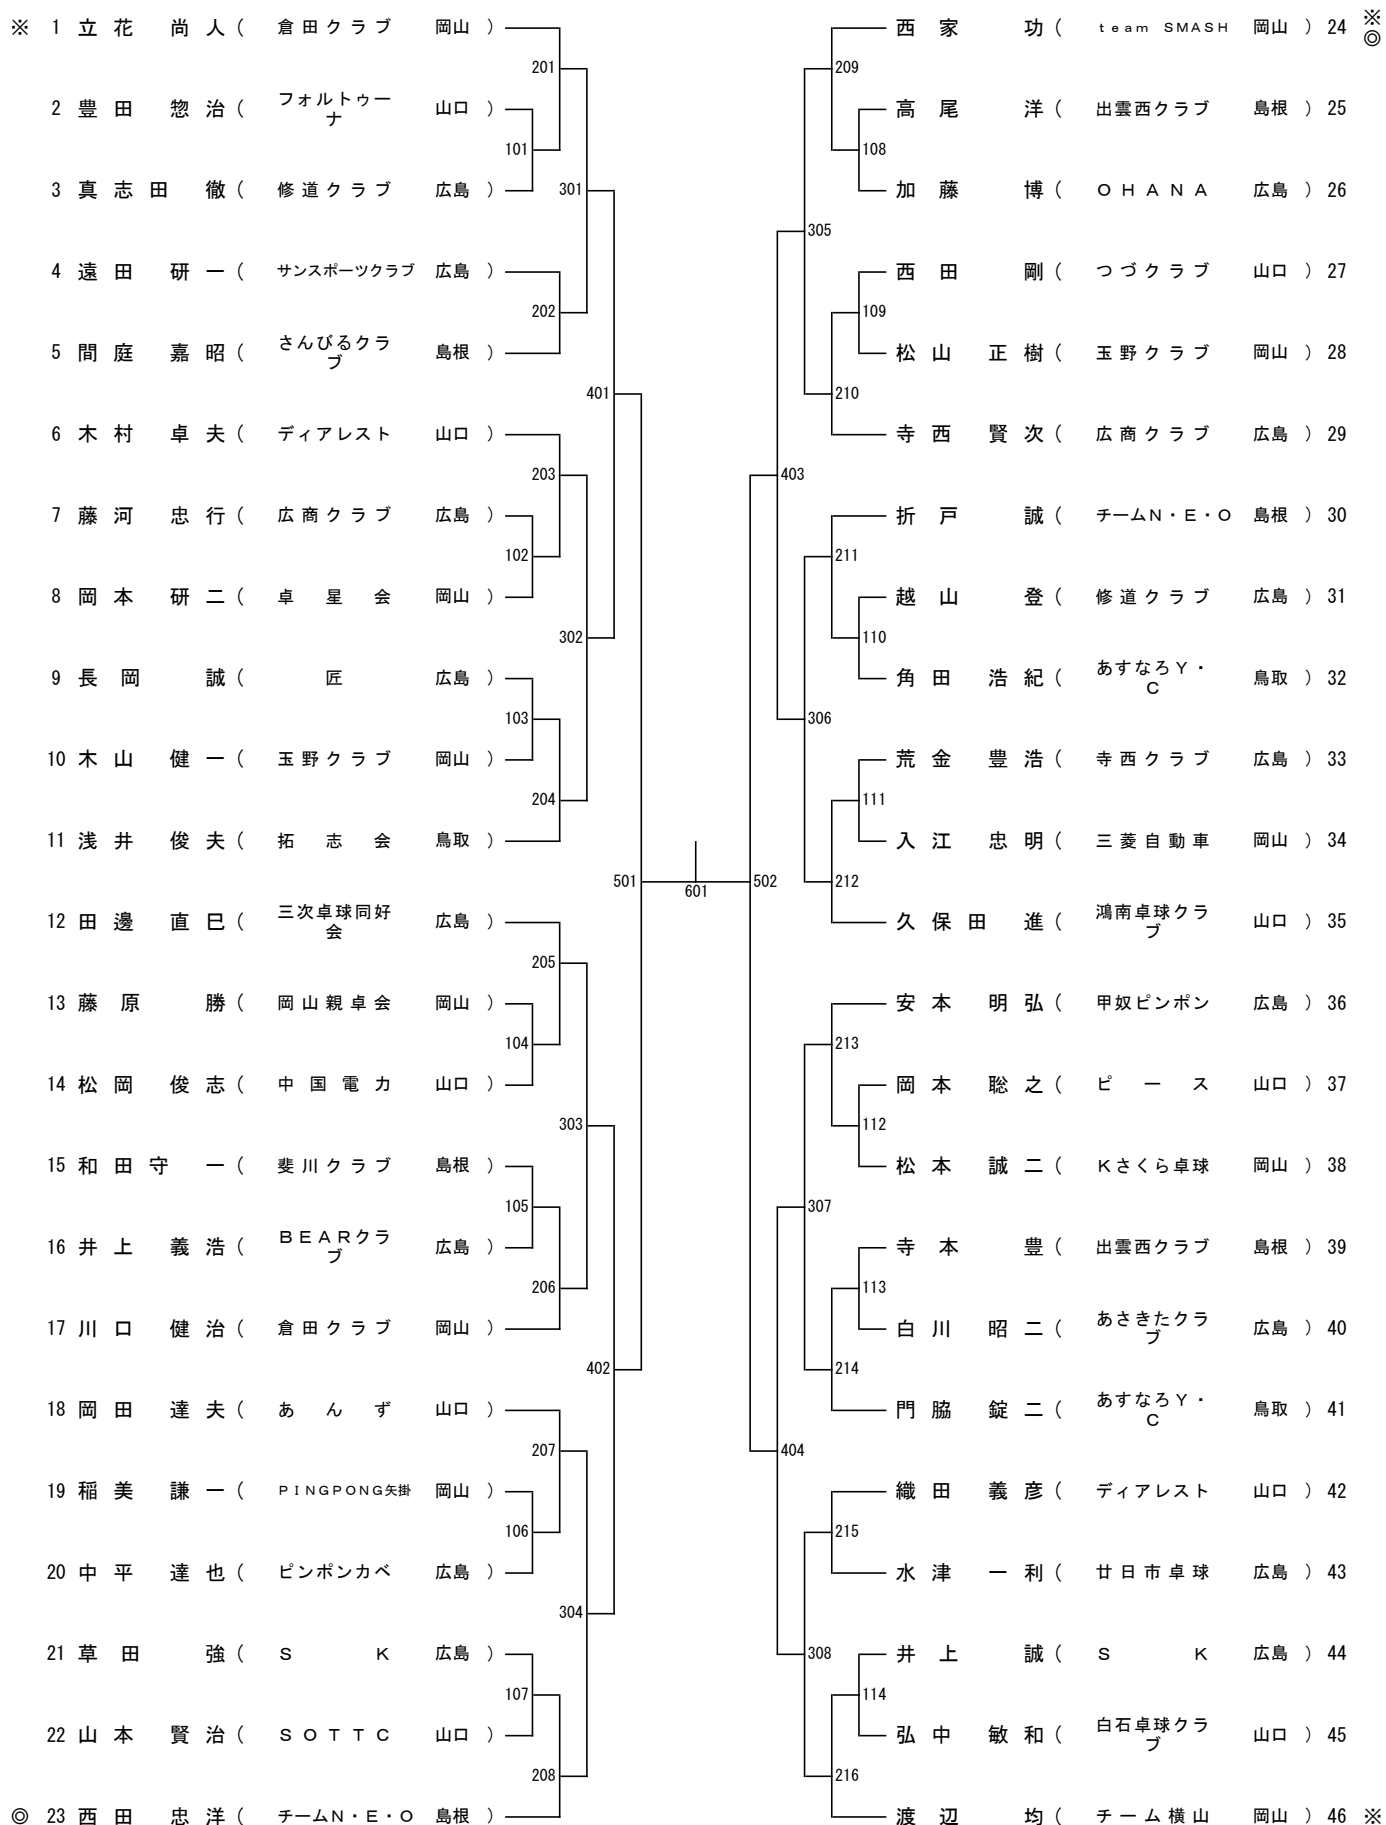 ※ 1 立花 尚人 ( 倉田クラブ 岡山 )
2 豊田 惣治 ( フォルトゥーナ 山口 )
3 真志田 徹 ( 修道クラブ 広島 )
4 遠田 研一 ( サンスポーツクラブ 広島 )
5 間庭 嘉昭 ( さんびるクラブ 島根 )
6 木村 卓夫 ( ディアレスト 山口 )
7 藤河 忠行 ( 広商クラブ 広島 )
8 岡本 研二 ( 卓星会 岡山 )
9 長岡 誠 ( 匠 広島 )
10 木山 健一 ( 玉野クラブ 岡山 )
11 浅井 俊夫 ( 拓志会 鳥取 )
12 田邊 直巳 ( 三次卓球同好会 広島 )
13 藤原 勝 ( 岡山親卓会 岡山 )
14 松岡 俊志 ( 中国電力 山口 )
15 和田守 一 ( 斐川クラブ 島根 )
16 井上 義浩 ( BEARクラブ 広島 )
17 川口 健治 ( 倉田クラブ 岡山 )
18 岡田 達夫 ( あんず 山口 )
19 稲美 謙一 ( PINGPONG矢掛 岡山 )
20 中平 達也 ( ピンポンカベ 広島 )
21 草田 強 ( SK 広島 )
22 山本 賢治 ( SOTTC 山口 )
◎ 23 西田 忠洋 ( チームN・E・O 島根 )
201
101
301
202
401
203
102
302
103
204
501
205
104
303
105
206
402
207
106
304
107
208
601
209
108
305
109
210
403
211
110
306
111
212
502
213
112
307
113
214
404
215
308
114
216
西家 功 ( team SMASH 岡山 ) 24 ※◎
高尾 洋 ( 出雲西クラブ 島根 ) 25
加藤 博 ( OHANA 広島 ) 26
西田 剛 ( つづクラブ 山口 ) 27
松山 正樹 ( 玉野クラブ 岡山 ) 28
寺西 賢次 ( 広商クラブ 広島 ) 29
折戸 誠 ( チームN・E・O 島根 ) 30
越山 登 ( 修道クラブ 広島 ) 31
角田 浩紀 ( あすなろY・C 鳥取 ) 32
荒金 豊浩 ( 寺西クラブ 広島 ) 33
入江 忠明 ( 三菱自動車 岡山 ) 34
久保田 進 ( 鴻南卓球クラブ 山口 ) 35
安本 明弘 ( 甲奴ピンポン 広島 ) 36
岡本 聡之 ( ピース 山口 ) 37
松本 誠二 ( Kさくら卓球 岡山 ) 38
寺本 豊 ( 出雲西クラブ 島根 ) 39
白川 昭二 ( あさきたクラブ 広島 ) 40
門脇 錠二 ( あすなろY・C 鳥取 ) 41
織田 義彦 ( ディアレスト 山口 ) 42
水津 一利 ( 廿日市卓球 広島 ) 43
井上 誠 ( SK 広島 ) 44
弘中 敏和 ( 白石卓球クラブ 山口 ) 45
渡辺 均 ( チーム横山 岡山 ) 46 ※